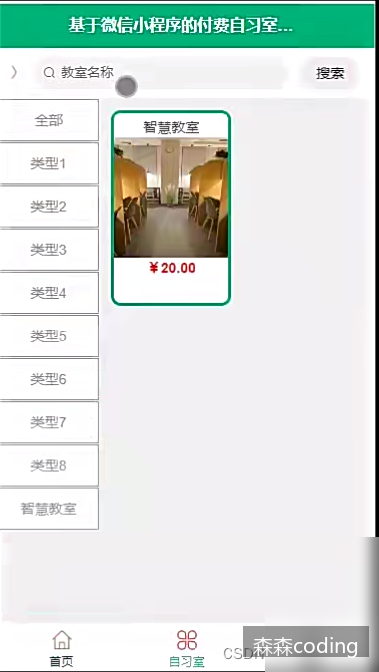 基于微信小程序的付费自习室...
教室名称
搜索
全部
类型1
类型2
类型3
类型4
类型5
类型6
类型7
类型8
智慧教室
智慧教室
￥20.00
首页
自习室
CSDN
森森coding